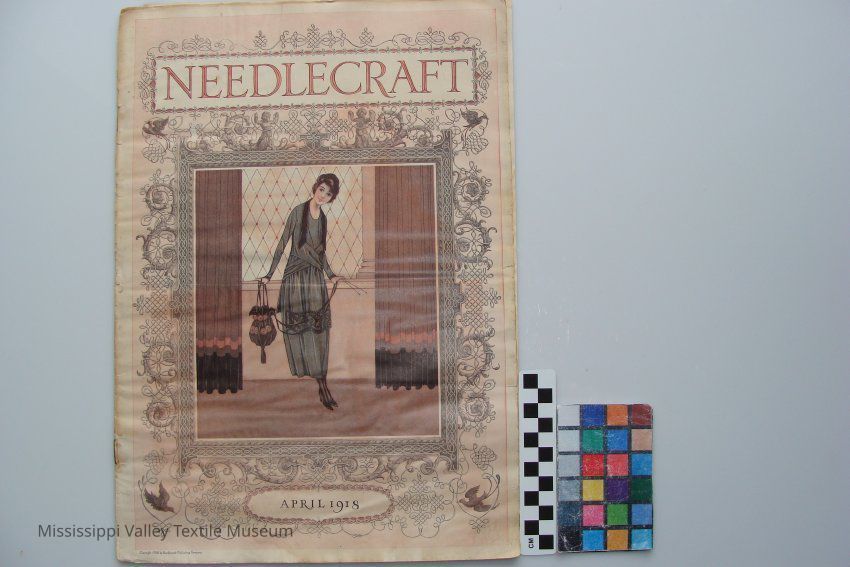 NEEDLECRAFT
APRIL 1918
Mississippi Valley Textile Museum
CM